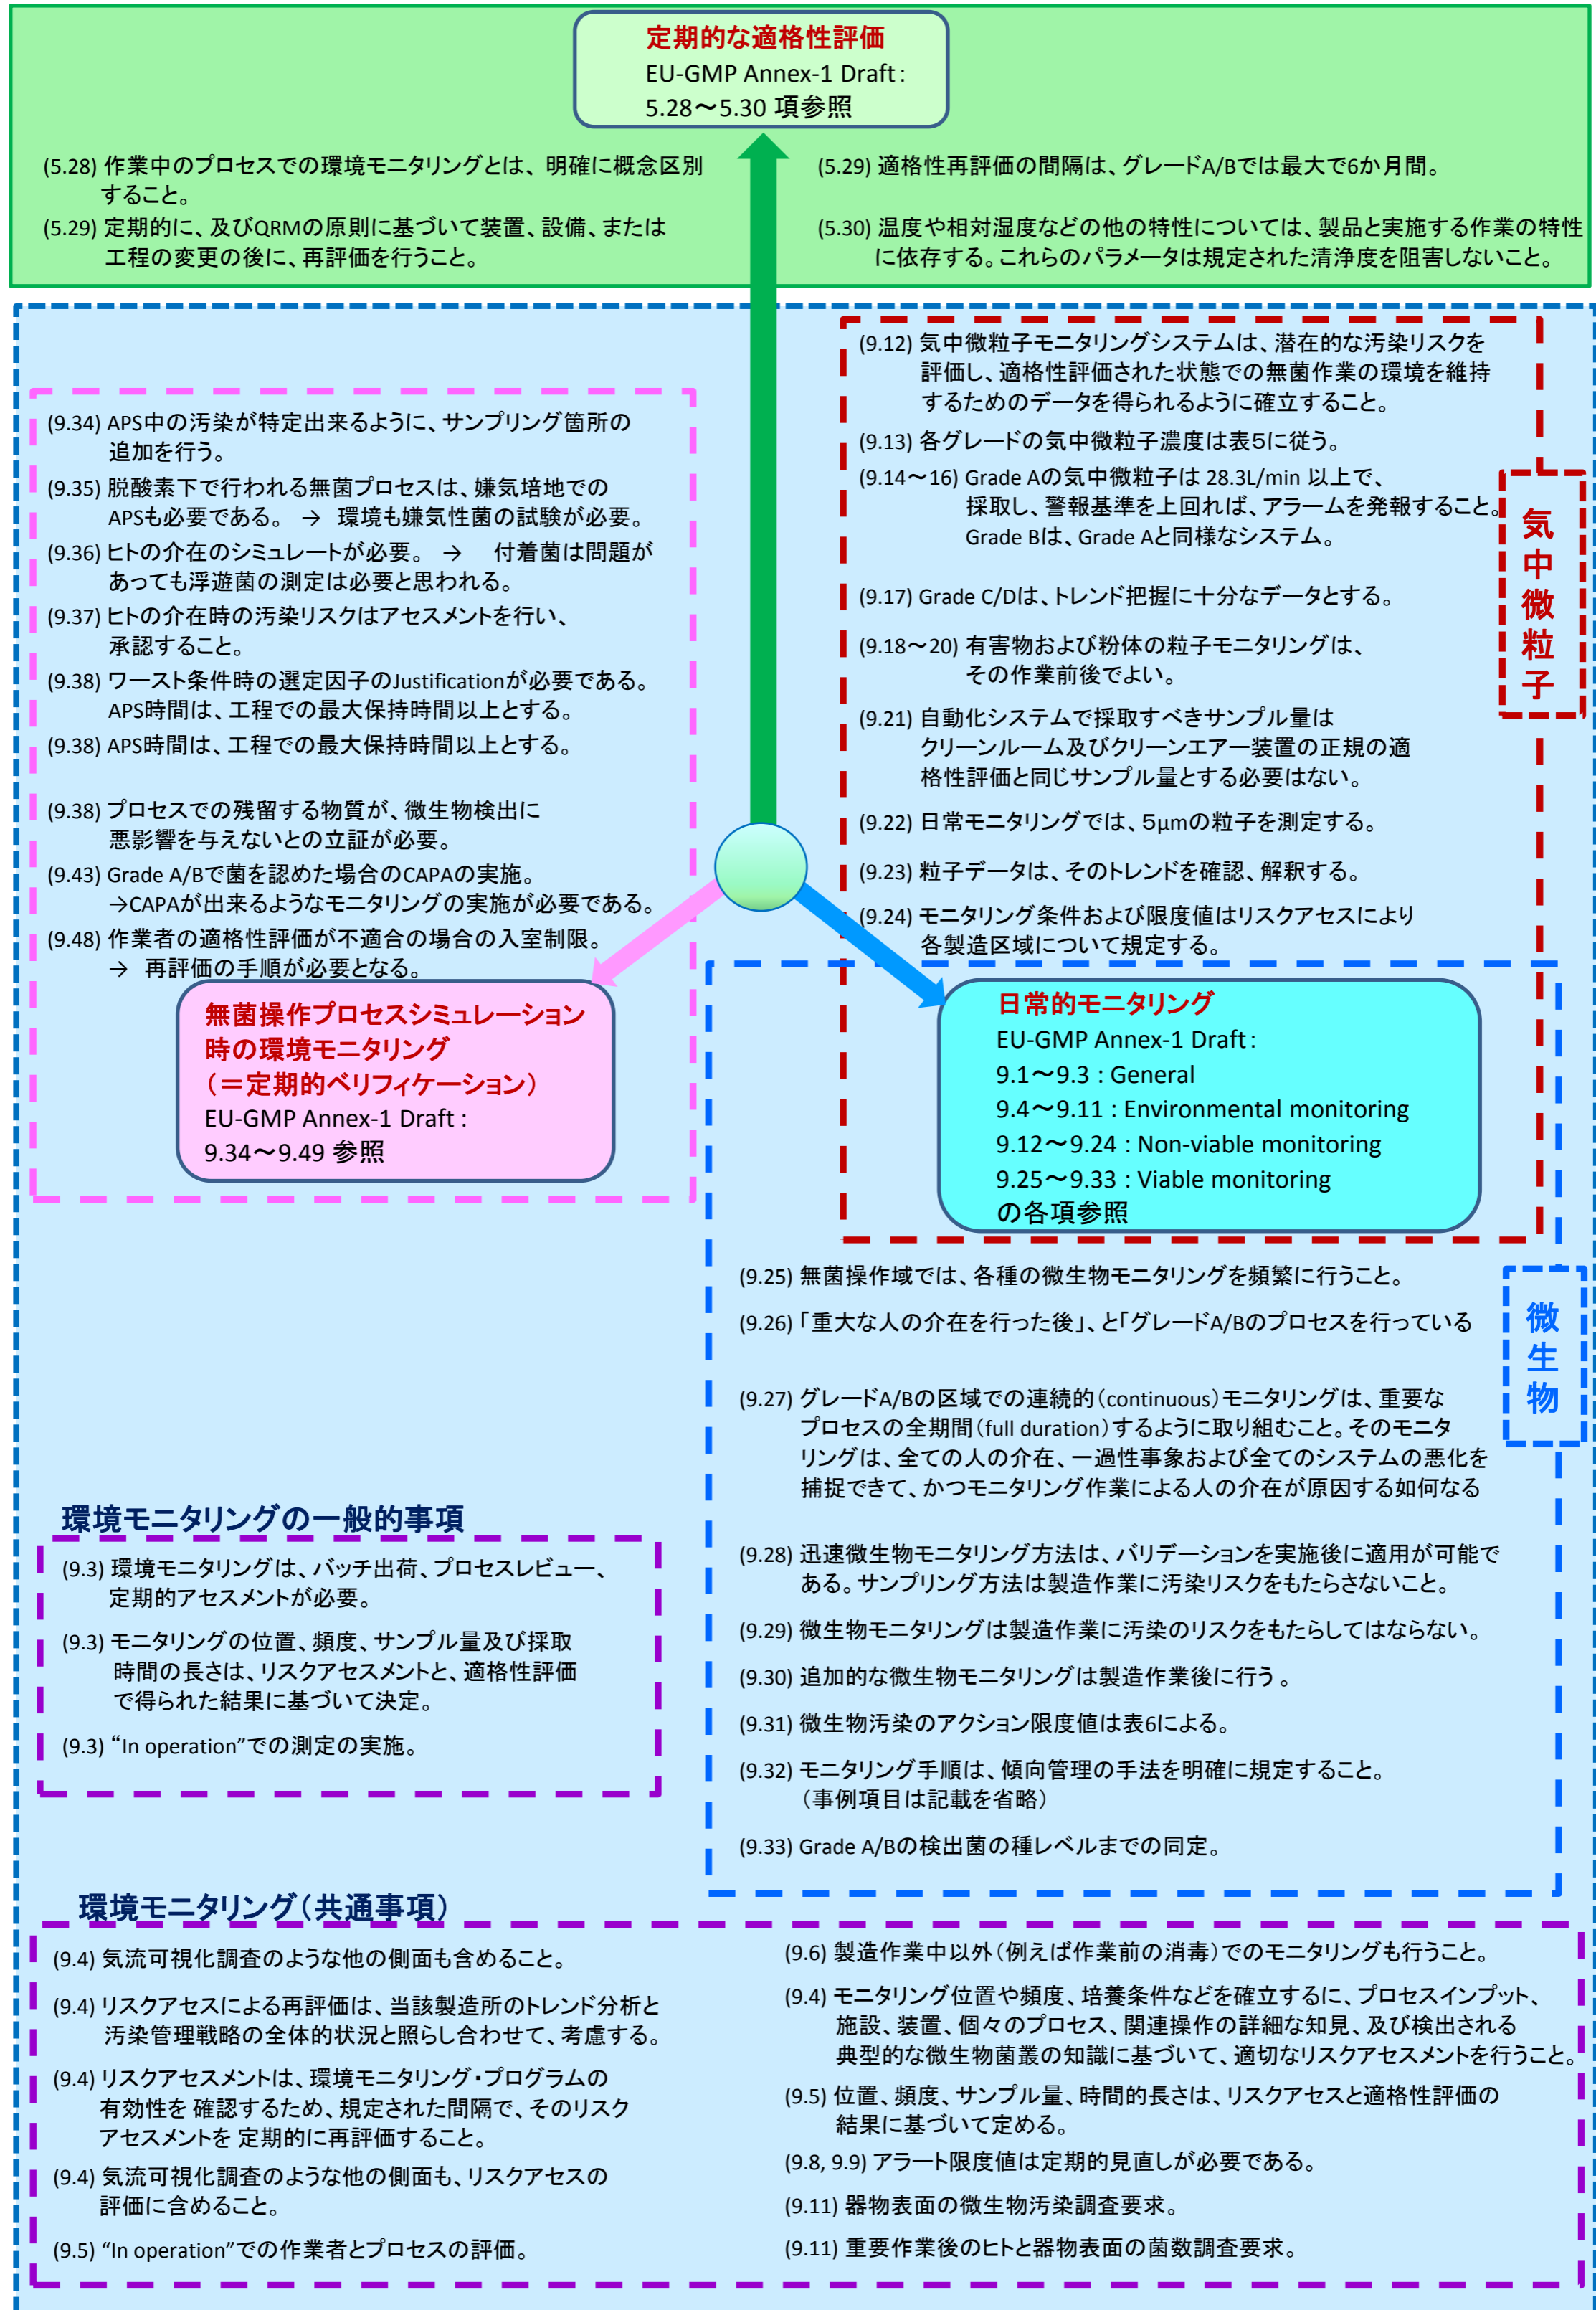 定期的な適格性評価
EU-GMP Annex-1 Draft：
5.28～5.30 項参照
(5.28) 作業中のプロセスでの環境モニタリングとは、明確に概念区別
すること。
(5.29) 定期的に、及びQRMの原則に基づいて装置、設備、または
工程の変更の後に、再評価を行うこと。
(5.29) 適格性再評価の間隔は、グレードA/Bでは最大で6か月間。
(5.30) 温度や相対湿度などの他の特性については、製品と実施する作業の特性
に依存する。これらのパラメータは規定された清浄度を阻害しないこと。
(9.34) APS中の汚染が特定出来るように、サンプリング箇所の
追加を行う。
(9.35) 脱酸素下で行われる無菌プロセスは、嫌気培地での
APSも必要である。 → 環境も嫌気性菌の試験が必要。
(9.36) ヒトの介在のシミュレートが必要。 → 付着菌は問題が
あっても浮遊菌の測定は必要と思われる。
(9.37) ヒトの介在時の汚染リスクはアセスメントを行い、
承認すること。
(9.38) ワースト条件時の選定因子のJustificationが必要である。
APS時間は、工程での最大保持時間以上とする。
(9.38) APS時間は、工程での最大保持時間以上とする。
(9.38) プロセスでの残留する物質が、微生物検出に
悪影響を与えないとの立証が必要。
(9.43) Grade A/Bで菌を認めた場合のCAPAの実施。
→CAPAが出来るようなモニタリングの実施が必要である。
(9.48) 作業者の適格性評価が不適合の場合の入室制限。
→ 再評価の手順が必要となる。
無菌操作プロセスシミュレーション
時の環境モニタリング
（＝定期的ベリフィケーション）
EU-GMP Annex-1 Draft :
9.34～9.49 参照
(9.12) 気中微粒子モニタリングシステムは、潜在的な汚染リスクを
評価し、適格性評価された状態での無菌作業の環境を維持
するためのデータを得られるように確立すること。
(9.13) 各グレードの気中微粒子濃度は表5に従う。
(9.14～16) Grade Aの気中微粒子は 28.3L/min 以上で、
採取し、警報基準を上回れば、アラームを発報すること。
Grade Bは、Grade Aと同様なシステム。
(9.17) Grade C/Dは、トレンド把握に十分なデータとする。
(9.18～20) 有害物および粉体の粒子モニタリングは、
その作業前後でよい。
(9.21) 自動化システムで採取すべきサンプル量は
クリーンルーム及びクリーンエアー装置の正規の適
格性評価と同じサンプル量とする必要はない。
(9.22) 日常モニタリングでは、5μmの粒子を測定する。
(9.23) 粒子データは、そのトレンドを確認、解釈する。
(9.24) モニタリング条件および限度値はリスクアセスにより
各製造区域について規定する。
気中微粒子
日常的モニタリング
EU-GMP Annex-1 Draft：
9.1～9.3 : General
9.4～9.11 : Environmental monitoring
9.12～9.24 : Non-viable monitoring
9.25～9.33 : Viable monitoring
の各項参照
(9.25) 無菌操作域では、各種の微生物モニタリングを頻繁に行うこと。
(9.26) 「重大な人の介在を行った後」、と「グレードA/Bのプロセスを行っている
(9.27) グレードA/Bの区域での連続的（continuous）モニタリングは、重要な
プロセスの全期間（full duration）するように取り組むこと。そのモニタ
リングは、全ての人の介在、一過性事象および全てのシステムの悪化を
捕捉できて、かつモニタリング作業による人の介在が原因する如何なる
(9.28) 迅速微生物モニタリング方法は、バリデーションを実施後に適用が可能で
ある。サンプリング方法は製造作業に汚染リスクをもたらさないこと。
(9.29) 微生物モニタリングは製造作業に汚染のリスクをもたらしてはならない。
(9.30) 追加的な微生物モニタリングは製造作業後に行う 。
(9.31) 微生物汚染のアクション限度値は表6による。
(9.32) モニタリング手順は、傾向管理の手法を明確に規定すること。
（事例項目は記載を省略）
(9.33) Grade A/Bの検出菌の種レベルまでの同定。
微生物
環境モニタリングの一般的事項
(9.3) 環境モニタリングは、バッチ出荷、プロセスレビュー、
定期的アセスメントが必要。
(9.3) モニタリングの位置、頻度、サンプル量及び採取
時間の長さは、リスクアセスメントと、適格性評価
で得られた結果に基づいて決定。
(9.3) “In operation”での測定の実施。
環境モニタリング（共通事項）
(9.4) 気流可視化調査のような他の側面も含めること。
(9.4) リスクアセスによる再評価は、当該製造所のトレンド分析と
汚染管理戦略の全体的状況と照らし合わせて、考慮する。
(9.4) リスクアセスメントは、環境モニタリング・プログラムの
有効性を 確認するため、規定された間隔で、そのリスク
アセスメントを 定期的に再評価すること。
(9.4) 気流可視化調査のような他の側面も、リスクアセスの
評価に含めること。
(9.5) “In operation”での作業者とプロセスの評価。
(9.6) 製造作業中以外（例えば作業前の消毒）でのモニタリングも行うこと。
(9.4) モニタリング位置や頻度、培養条件などを確立するに、プロセスインプット、
施設、装置、個々のプロセス、関連操作の詳細な知見、及び検出される
典型的な微生物菌叢の知識に基づいて、適切なリスクアセスメントを行うこと。
(9.5) 位置、頻度、サンプル量、時間的長さは、リスクアセスと適格性評価の
結果に基づいて定める。
(9.8, 9.9) アラート限度値は定期的見直しが必要である。
(9.11) 器物表面の微生物汚染調査要求。
(9.11) 重要作業後のヒトと器物表面の菌数調査要求。